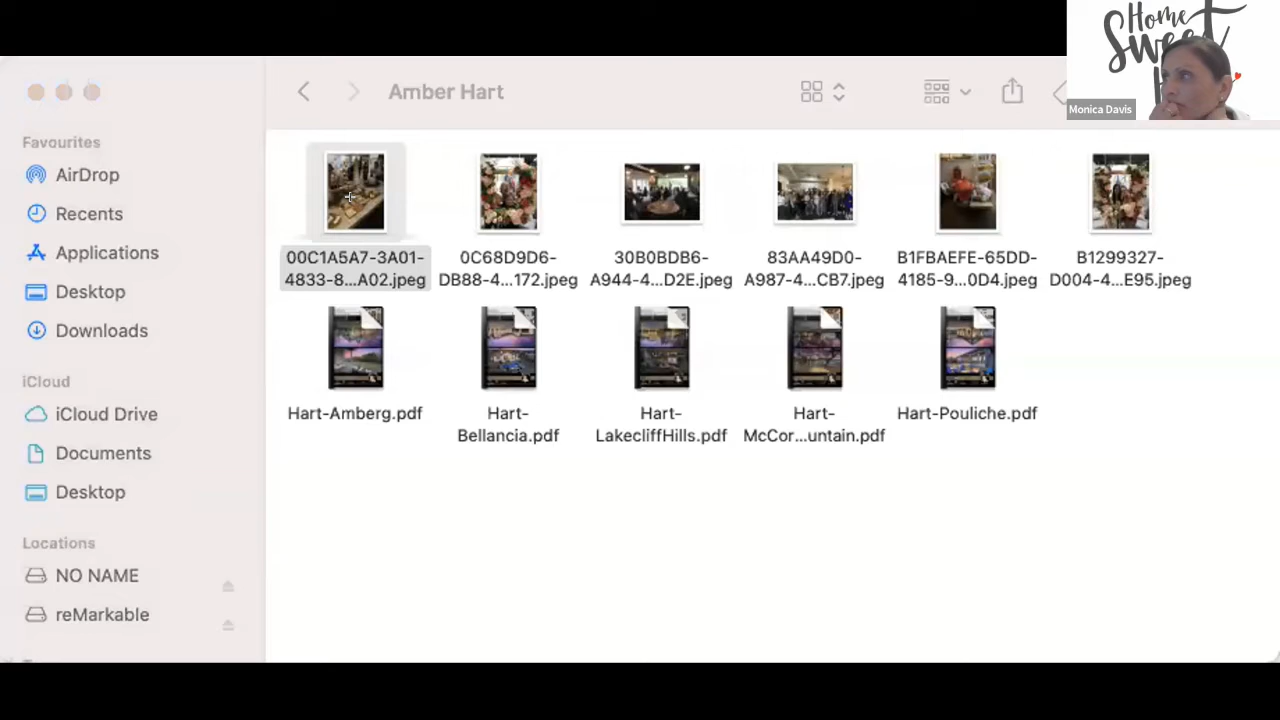 Home
Sweet
H
Monica Davis
Amber Hart
Favourites
AirDrop
Recents
Applications
Desktop
Downloads
iCloud
iCloud Drive
Documents
Desktop
Locations
NO NAME
reMarkable
00C1A5A7-3A01-
4833-8...A02.jpeg
0C68D9D6-
DB88-4...172.jpeg
30B0BDB6-
A944-4...D2E.jpeg
83AA49D0-
A987-4...CB7.jpeg
B1FBAEFE-65DD-
4185-9...0D4.jpeg
B1299327-
D004-4...E95.jpeg
Hart-Amberg.pdf
Hart-
Bellancia.pdf
Hart-
LakecliffHills.pdf
Hart-
McCor...untain.pdf
Hart-Pouliche.pdf